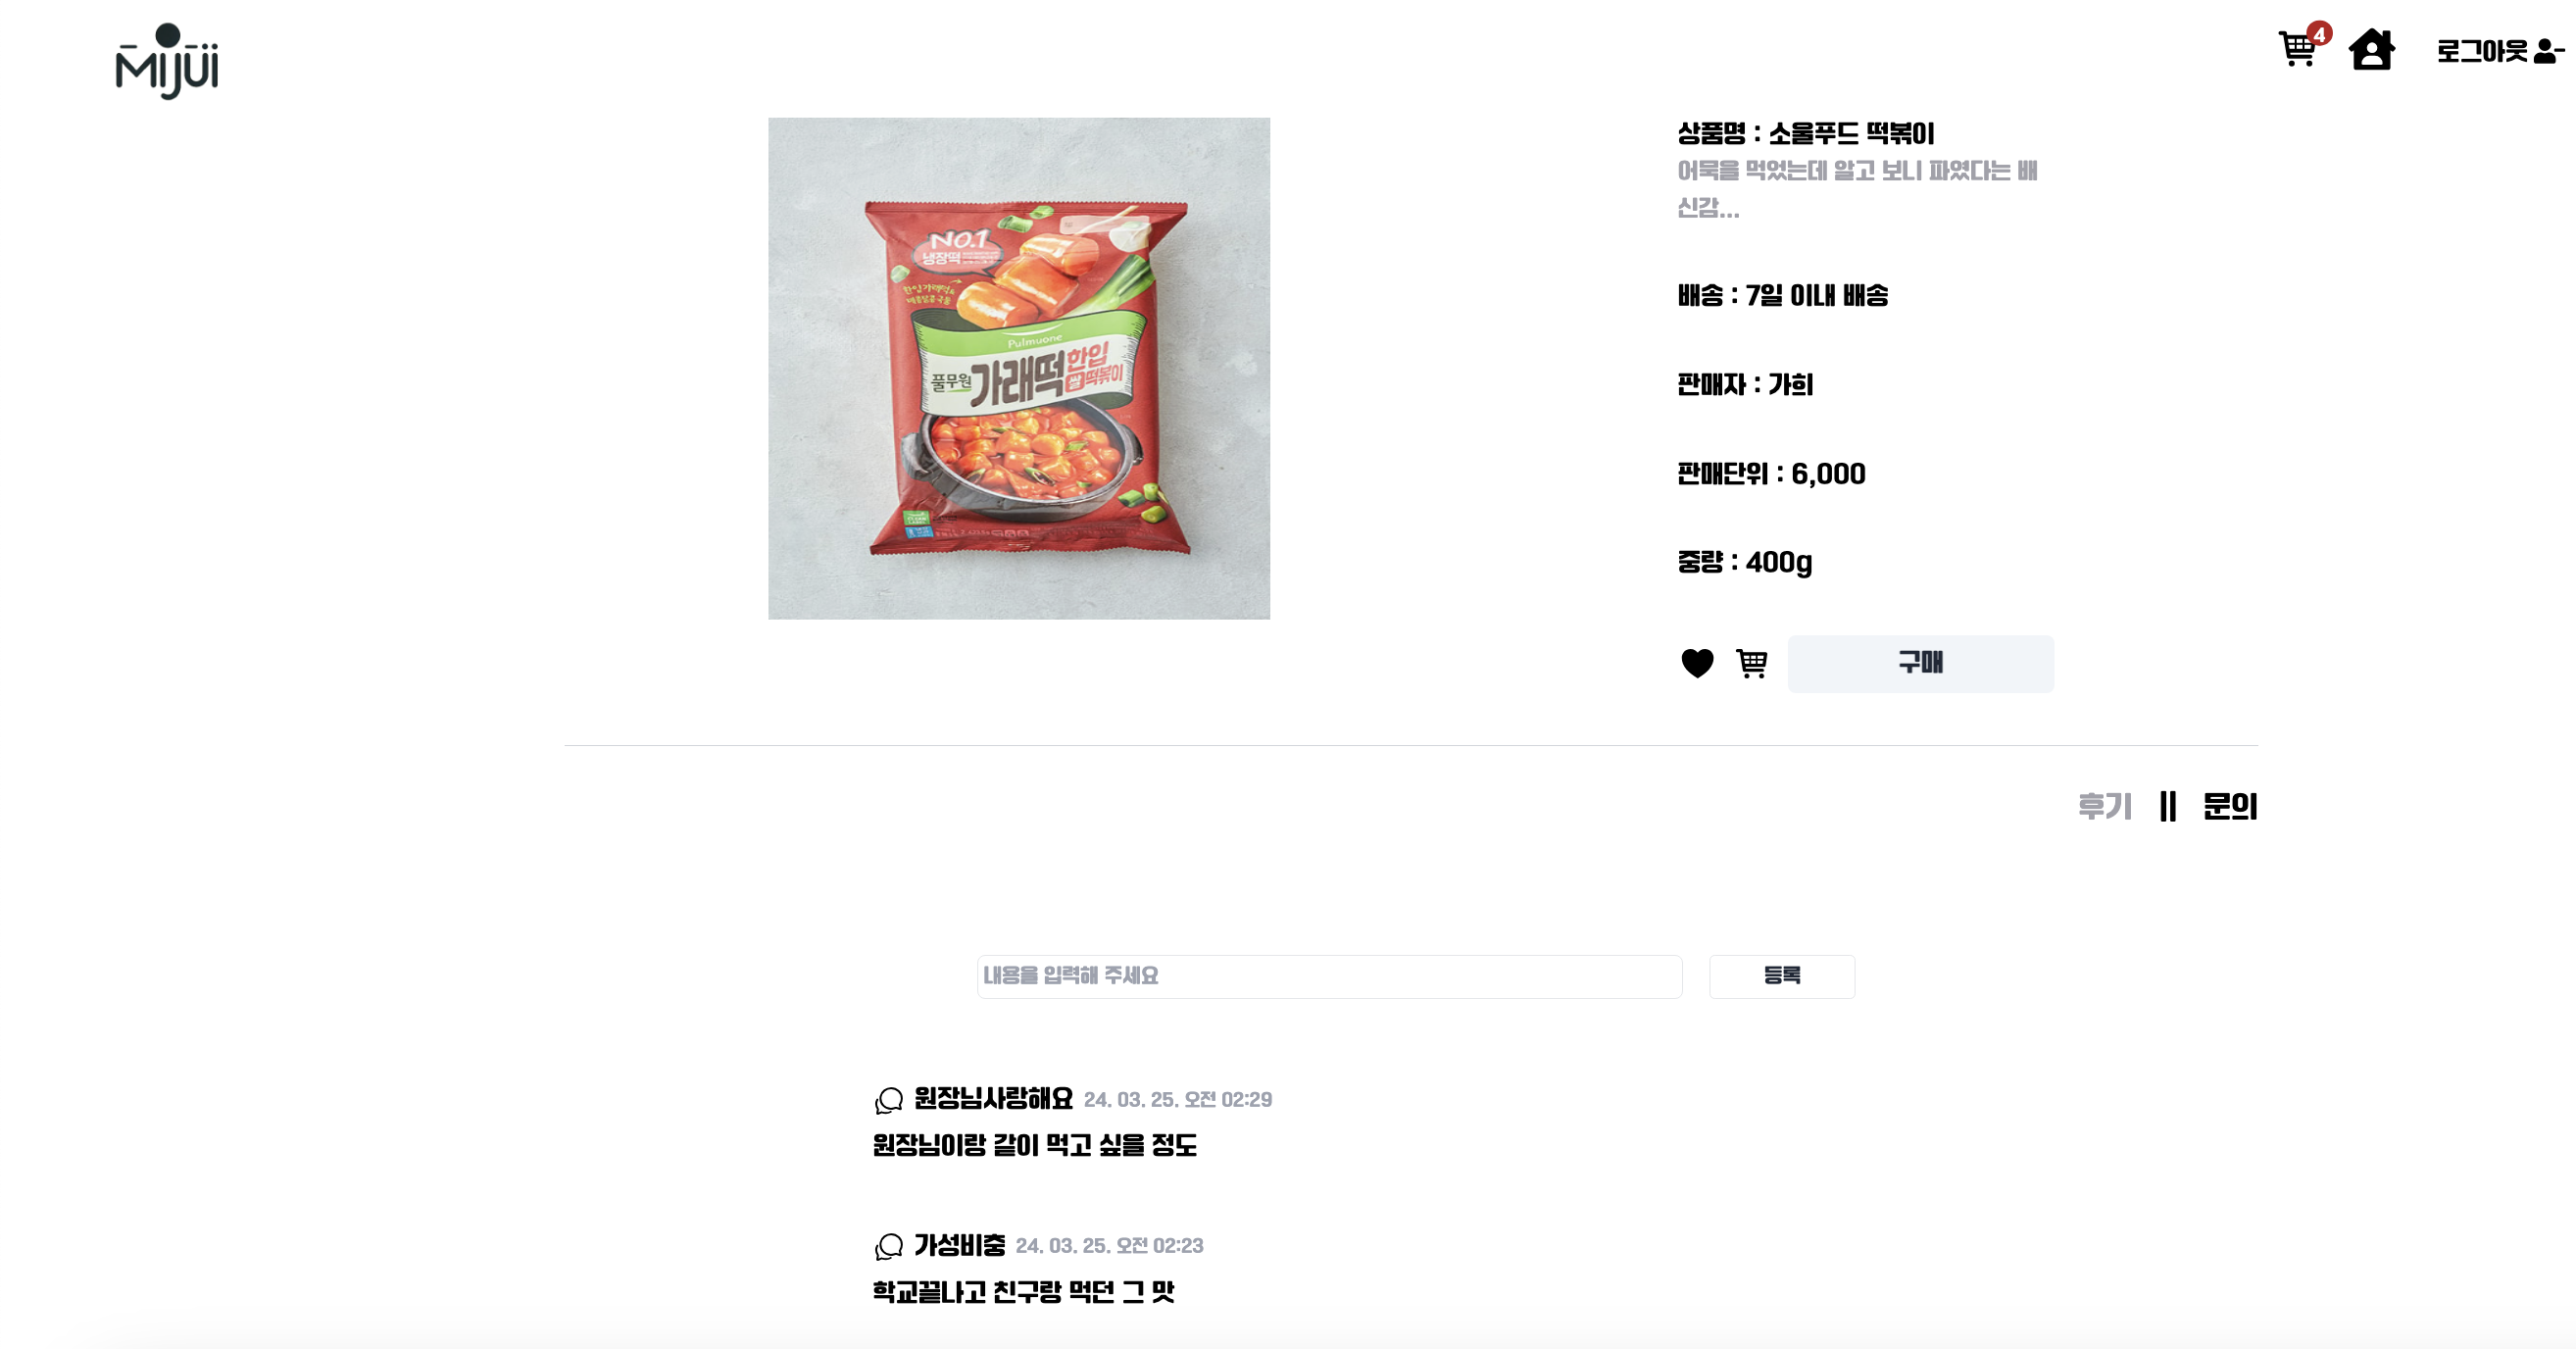 MIJUI
4
로그아웃
상품명 : 소울푸드 떡볶이
어묵을 먹었는데 알고 보니 파였다는 배
신감...
배송 : 7일 이내 배송
판매자 : 가희
판매단위 : 6,000
중량 : 400g
NO.1
냉장떡
한입가래떡&
Pulmuone
풀무원
가래떡
한입
쌀떡볶이
구매
후기 || 문의
내용을 입력해 주세요
등록
원장님사랑해요 24. 03. 25. 오전 02:29
원장님이랑 같이 먹고 싶을 정도
가성비충 24. 03. 25. 오전 02:23
학교끝나고 친구랑 먹던 그 맛